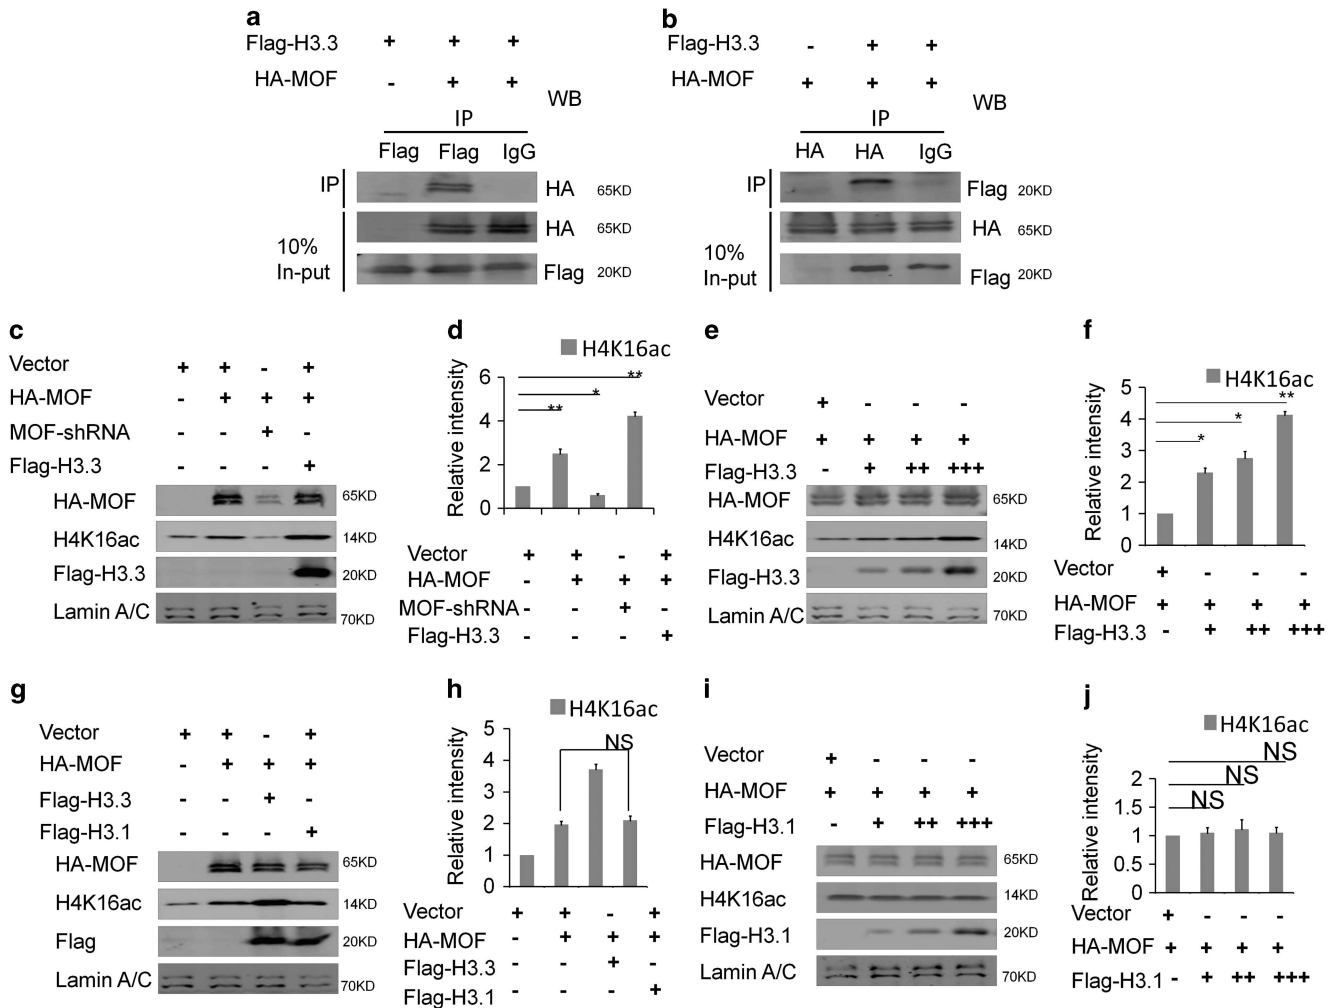 a
Flag-H3.3 + + +
HA-MOF - + +
WB
IP
Flag Flag IgG
IP HA 65KD
10% In-put
HA 65KD
Flag 20KD
b
Flag-H3.3 - + +
HA-MOF + + +
WB
IP
HA HA IgG
IP Flag 20KD
10% In-put
HA 65KD
Flag 20KD
c
Vector + + - +
HA-MOF - + + +
MOF-shRNA - - + -
Flag-H3.3 - - - +
HA-MOF 65KD
H4K16ac 14KD
Flag-H3.3 20KD
Lamin A/C 70KD
d
H4K16ac
Relative intensity
6
4
2
0
** * **
Vector + + - +
HA-MOF - + + +
MOF-shRNA - - + -
Flag-H3.3 - - - +
e
Vector + - - -
HA-MOF + + + +
Flag-H3.3 - + ++ +++
HA-MOF 65KD
H4K16ac 14KD
Flag-H3.3 20KD
Lamin A/C 70KD
f
H4K16ac
Relative intensity
5
4
3
2
1
0
* * **
Vector + - - -
HA-MOF + + + +
Flag-H3.3 - + ++ +++
g
Vector + + - +
HA-MOF - + + +
Flag-H3.3 - - + -
Flag-H3.1 - - - +
HA-MOF 65KD
H4K16ac 14KD
Flag 20KD
Lamin A/C 70KD
h
H4K16ac
Relative intensity
5
4
3
2
1
0
NS
Vector + + - +
HA-MOF - + + +
Flag-H3.3 - - + -
Flag-H3.1 - - - +
i
Vector + - - -
HA-MOF + + + +
Flag-H3.1 - + ++ +++
HA-MOF 65KD
H4K16ac 14KD
Flag-H3.1 20KD
Lamin A/C 70KD
j
H4K16ac
Relative intensity
2
1.5
1
0.5
0
NS
NS
NS
Vector + - - -
HA-MOF + + + +
Flag-H3.1 - + ++ +++